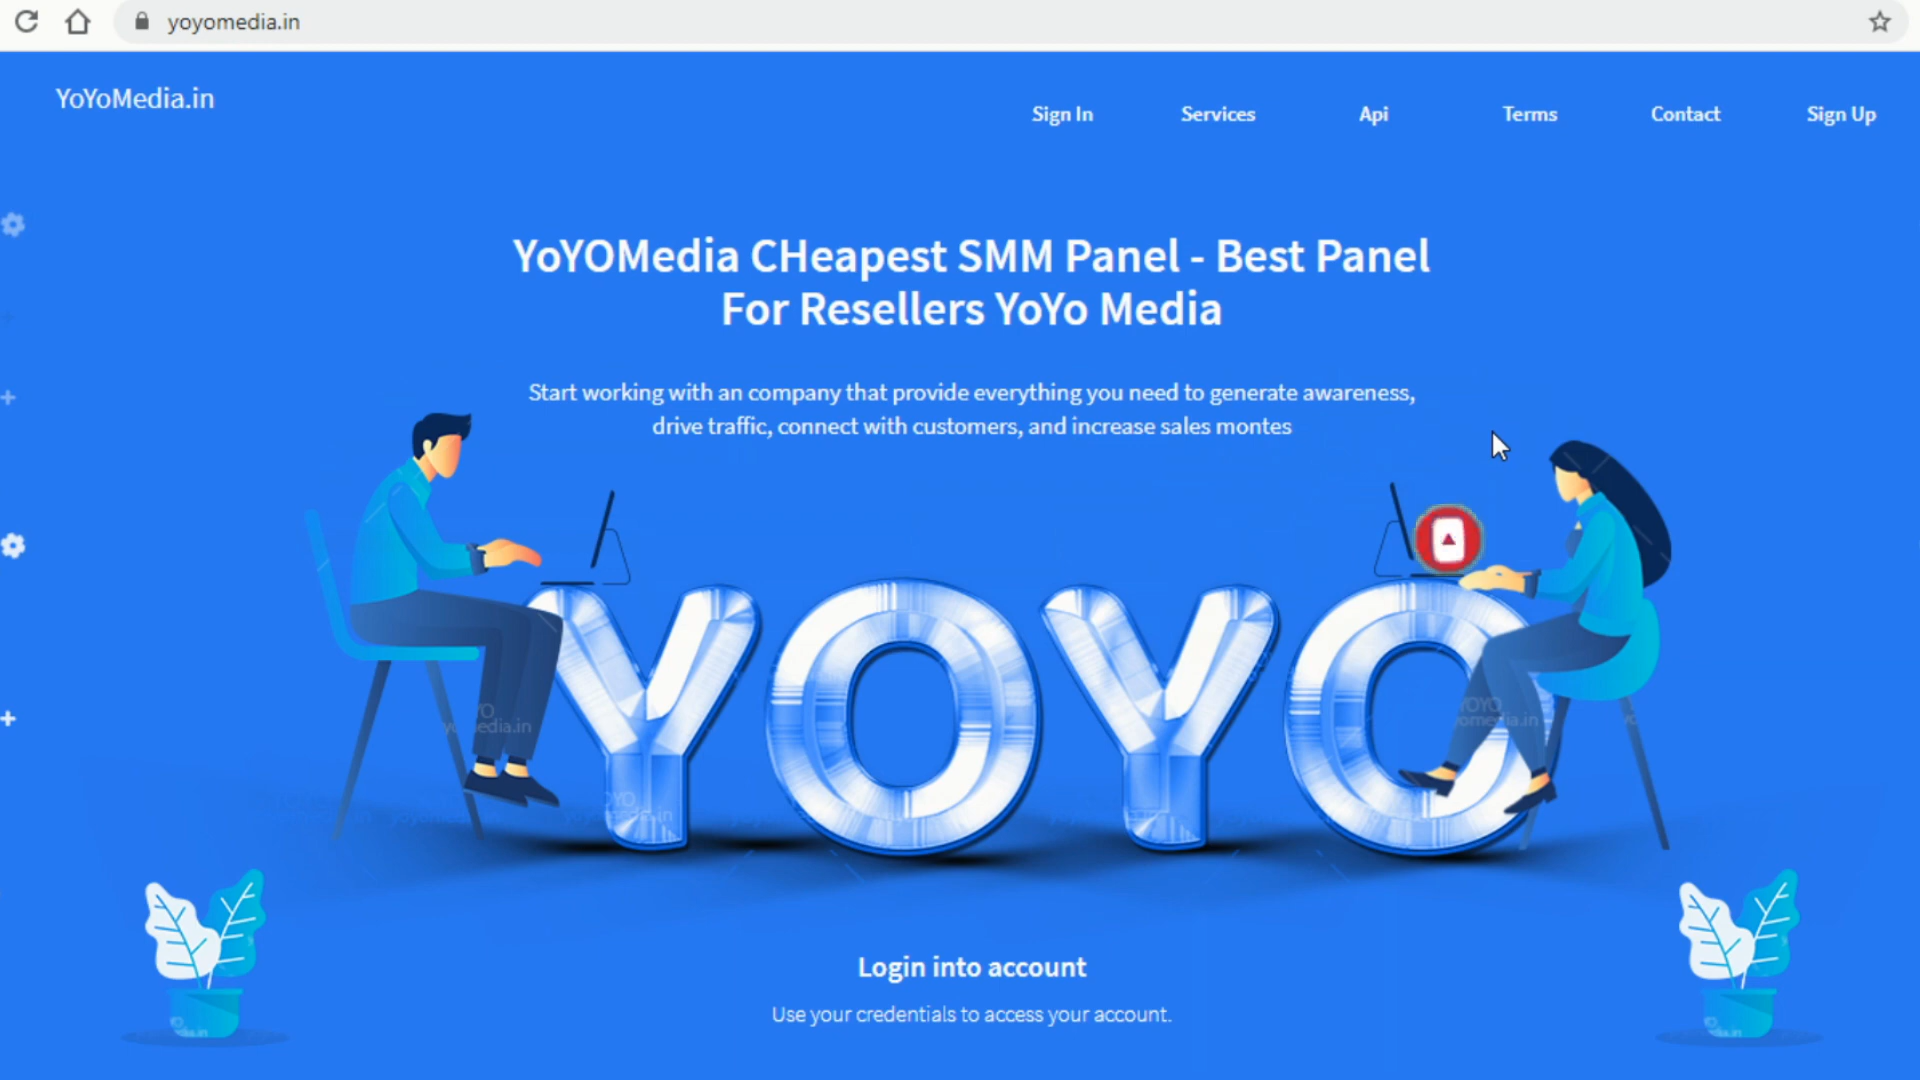 yoyomedia.in
YoYoMedia.in
Sign In
Services
Api
Terms
Contact
Sign Up
YoYOMedia CHeapest SMM Panel - Best Panel
For Resellers YoYo Media
Start working with an company that provide everything you need to generate awareness,
drive traffic, connect with customers, and increase sales montes
YOYO
Login into account
Use your credentials to access your account.